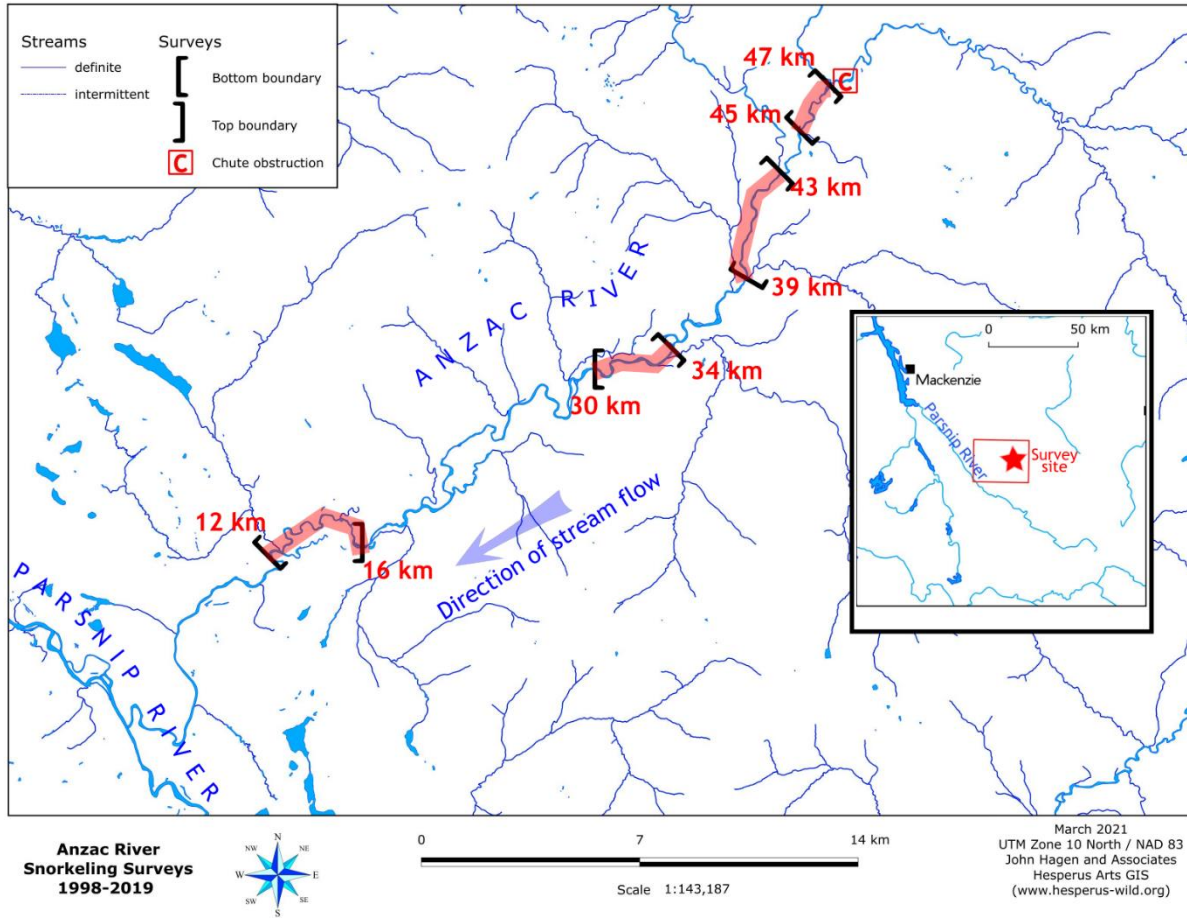 Streams
definite
intermittent
Surveys
Bottom boundary
Top boundary
C
Chute obstruction
47 km
C
45 km
43 km
39 km
ANZAC RIVER
34 km
30 km
12 km
16 km
Direction of stream flow
PARSNIP RIVER
0 50 km
Mackenzie
Parsnip River
Survey
site
Anzac River
Snorkeling Surveys
1998-2019
N
NW NE
W E
SW SE
S
0 7 14 km
Scale 1:143,187
March 2021
UTM Zone 10 North / NAD 83
John Hagen and Associates
Hesperus Arts GIS
(www.hesperus-wild.org)